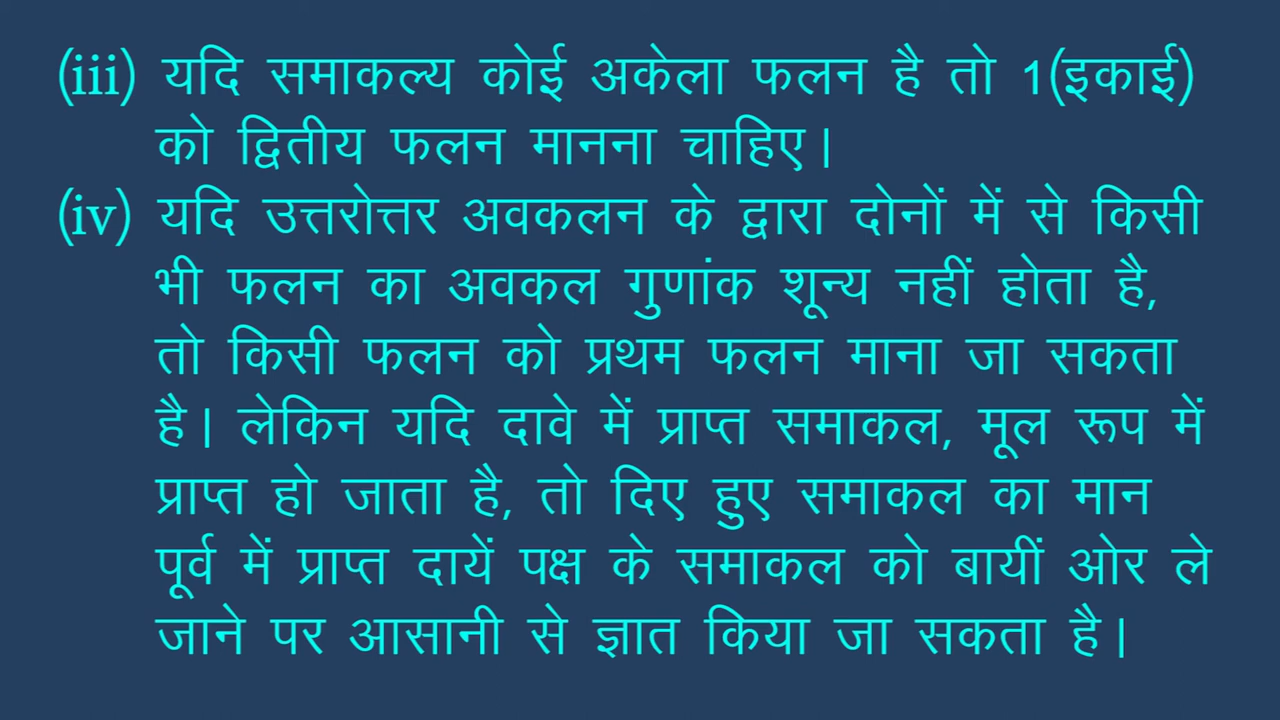 (iii) यदि समाकल्य कोई अकेला फलन है तो 1(इकाई)
को द्वितीय फलन मानना चाहिए।
(iv) यदि उत्तरोत्तर अवकलन के द्वारा दोनों में से किसी
भी फलन का अवकल गुणांक शून्य नहीं होता है,
तो किसी फलन को प्रथम फलन माना जा सकता
है। लेकिन यदि दावे में प्राप्त समाकल, मूल रूप में
प्राप्त हो जाता है, तो दिए हुए समाकल का मान
पूर्व में प्राप्त दायें पक्ष के समाकल को बायीं ओर ले
जाने पर आसानी से ज्ञात किया जा सकता है।